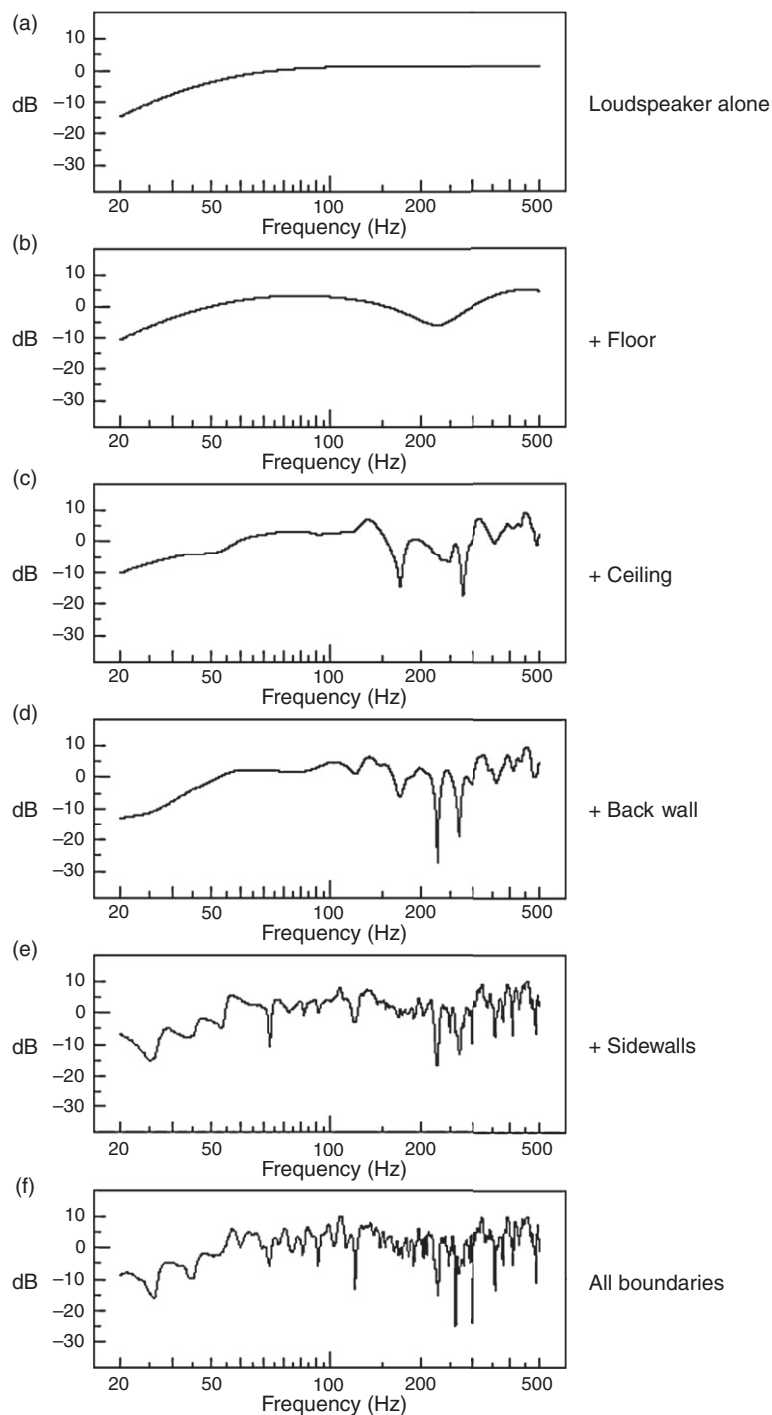 (a)
10
0
dB
−10
Loudspeaker alone
−20
−30
20 50 100 200 500
Frequency (Hz)
(b)
10
0
dB
−10
+ Floor
−20
−30
20 50 100 200 500
Frequency (Hz)
(c)
10
0
dB
−10
+ Ceiling
−20
−30
20 50 100 200 500
Frequency (Hz)
(d)
10
0
dB
−10
+ Back wall
−20
−30
20 50 100 200 500
Frequency (Hz)
(e)
10
0
dB
−10
+ Sidewalls
−20
−30
20 50 100 200 500
Frequency (Hz)
(f)
10
0
dB
−10
All boundaries
−20
−30
20 50 100 200 500
Frequency (Hz)